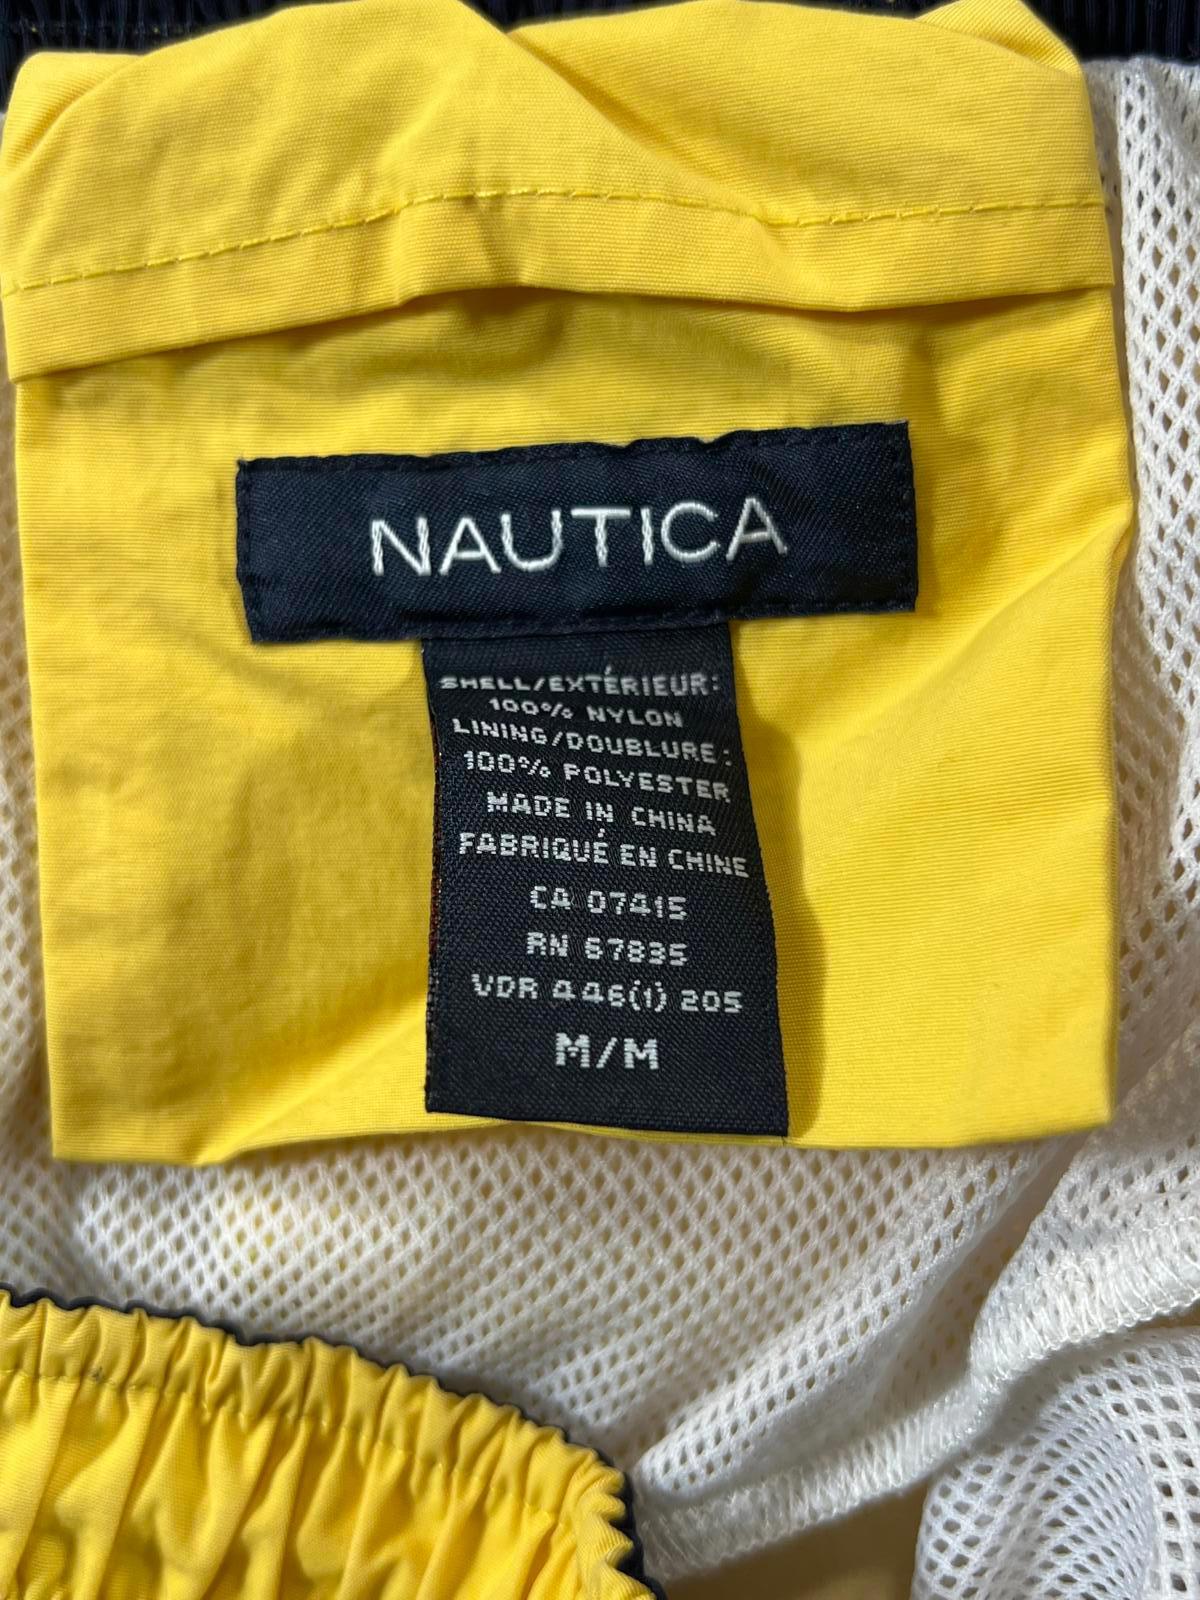 NAUTICA
SHELL/EXTÉRIEUR:
100% NYLON
LINING/DOUBLURE:
100% POLYESTER
MADE IN CHINA
FABRIQUÉ EN CHINE
CA 07415
RN 67835
VDR 446(1) 205
M/M